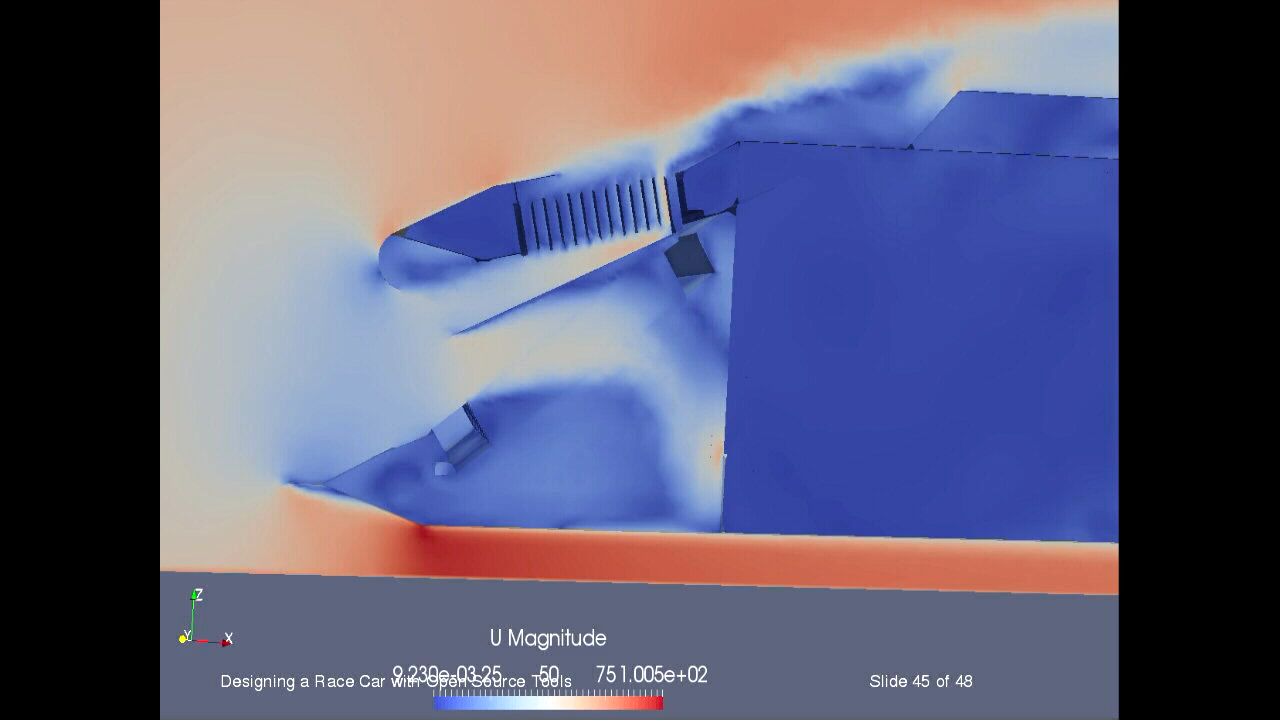 Z
Y
X
U Magnitude
9.230e-03 25 50 75 1.005e+02
Designing a Race Car with Open Source Tools
Slide 45 of 48